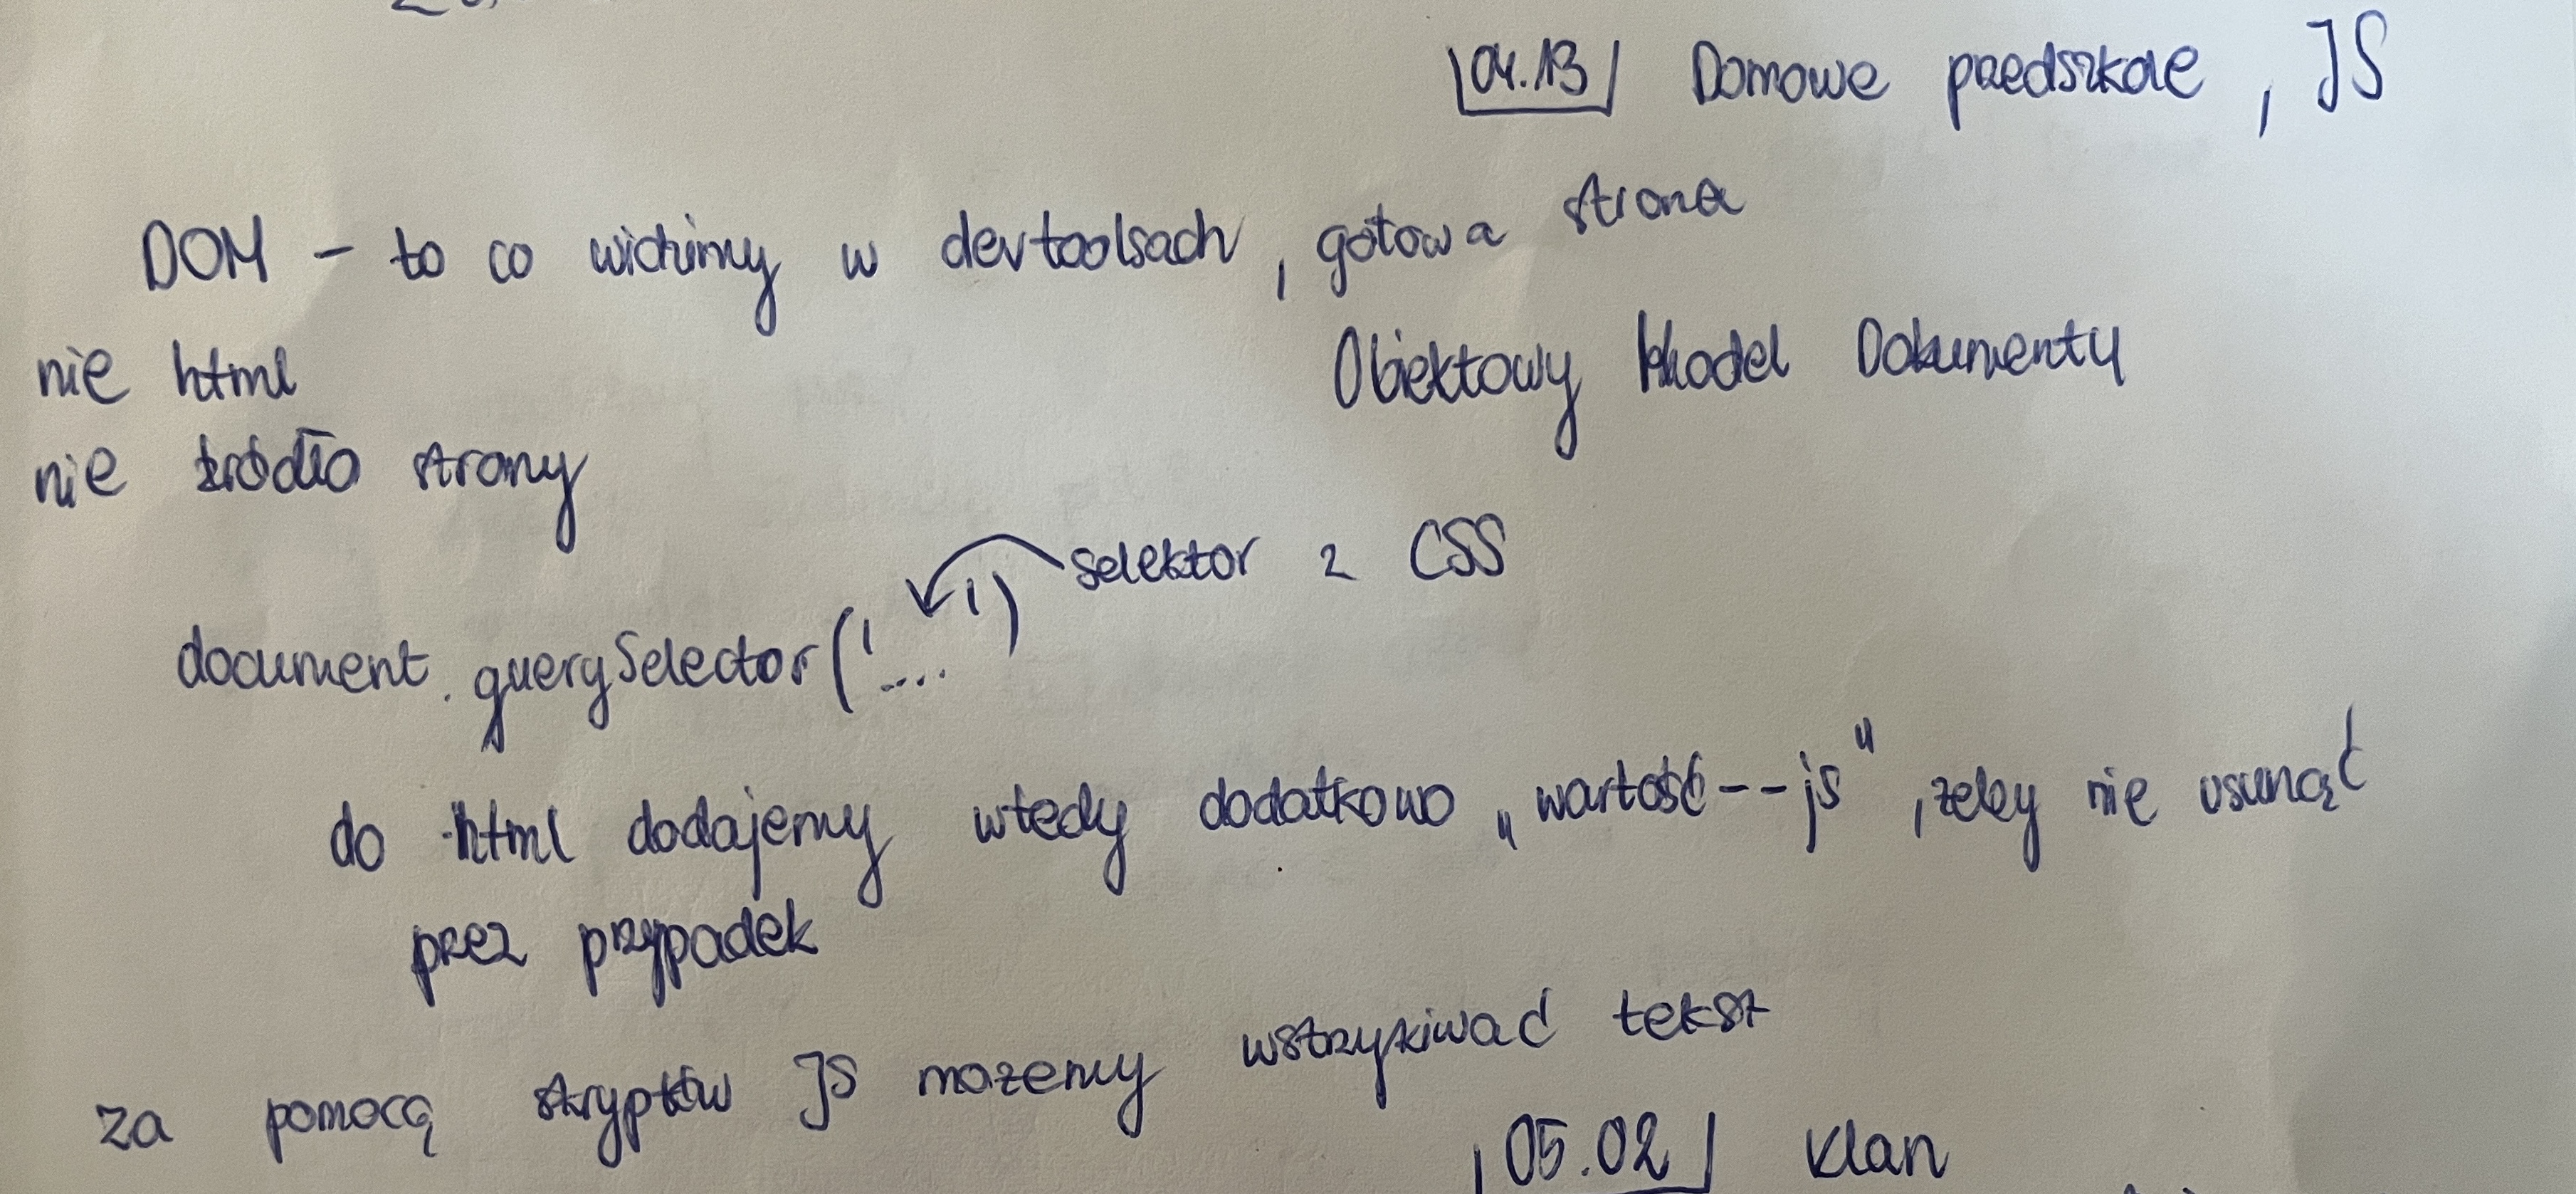 04.13 Domowe przedszkole, JS
DOM - to co widzimy w devtoolsach, gotowa strona
nie html
Obiektowy Model Dokumentu
nie źródło strony
selektor z CSS
document.querySelector('....')
do html dodajemy wtedy dodatkowo „wartość--js", żeby nie usunąć
przez przypadek
za pomocą skryptów JS możemy wstrzykiwać tekst
05.02 Klan